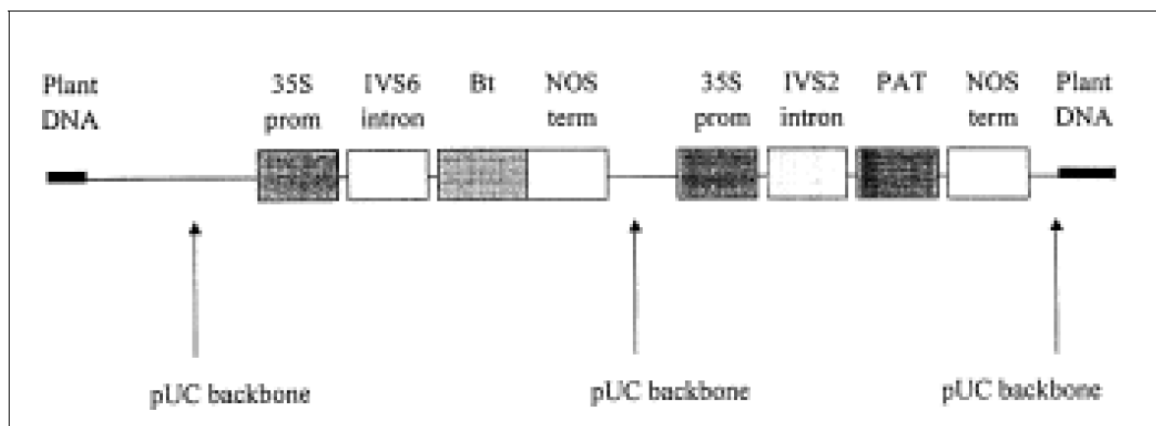 Plant 35S IVS6 Bt NOS 35S IVS2 PAT NOS Plant
DNA prom intron term prom intron term DNA
pUC backbone pUC backbone pUC backbone